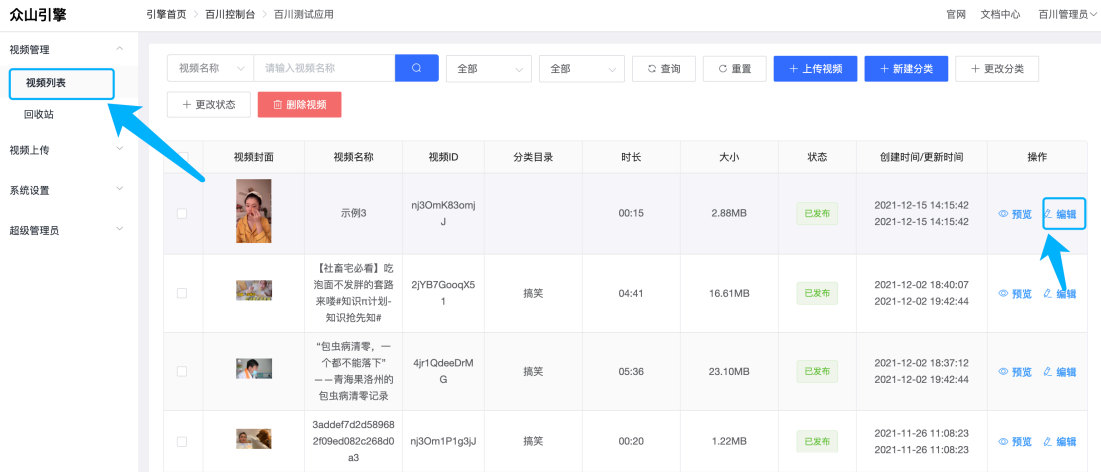 众山引擎
引擎首页 > 百川控制台 > 百川测试应用
官网 文档中心 百川管理员
视频管理
视频列表
回收站
视频上传
系统设置
超级管理员
视频名称 请输入视频名称 全部 全部 查询 重置 + 上传视频 + 新建分类 + 更改分类
+ 更改状态 删除视频
视频封面 视频名称 视频ID 分类目录 时长 大小 状态 创建时间/更新时间 操作
示例3
nj3OmK83omj
J
00:15 2.88MB 已发布
2021-12-15 14:15:42
2021-12-15 14:15:42
预览 编辑
【社畜宅必看】吃
泡面不发胖的套路
来喽#知识π计划-
知识抢先知#
2jYB7GooqX5
1
搞笑 04:41 16.61MB 已发布
2021-12-02 18:40:07
2021-12-02 19:42:44
预览 编辑
“包虫病清零，一
个都不能落下”
——青海果洛州的
包虫病清零记录
4jr1QdeeDrM
G
搞笑 05:36 23.10MB 已发布
2021-12-02 18:37:12
2021-12-02 19:42:44
预览 编辑
3addef7d2d58968
2f09ed082c268d0
a3
nj3Om1P1g3jJ 搞笑 00:20 1.22MB 已发布
2021-11-26 11:08:23
2021-11-26 11:08:23
预览 编辑